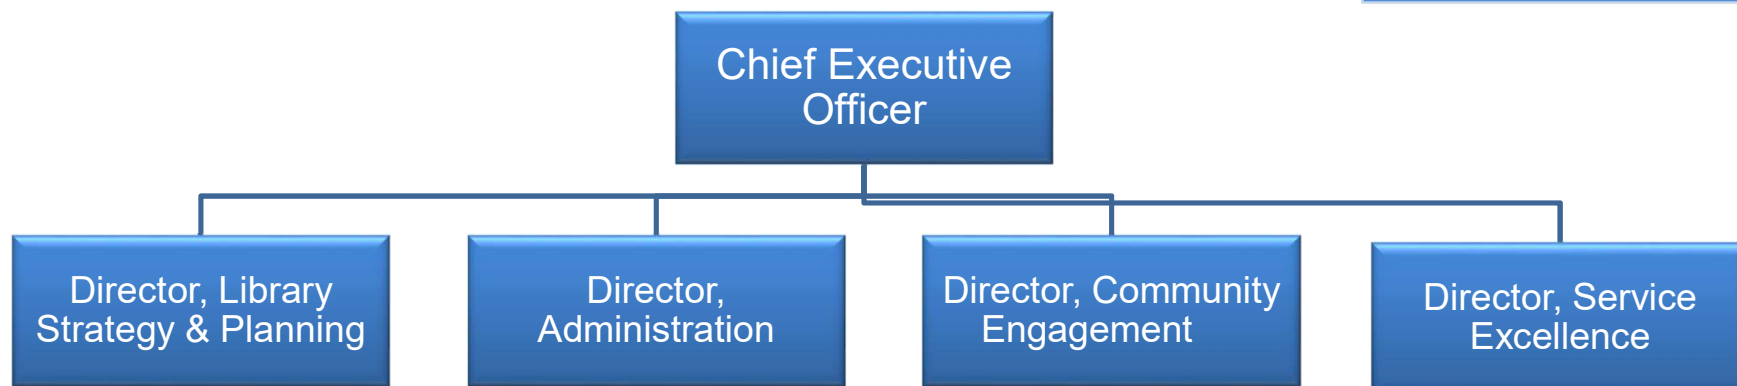 Chief Executive
Officer
Director, Library
Strategy & Planning
Director,
Administration
Director, Community
Engagement
Director, Service
Excellence